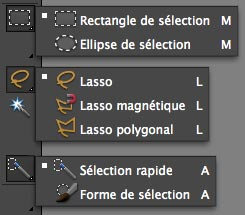 Rectangle de sélection M
Ellipse de sélection M
Lasso L
Lasso magnétique L
Lasso polygonal L
Sélection rapide A
Forme de sélection A